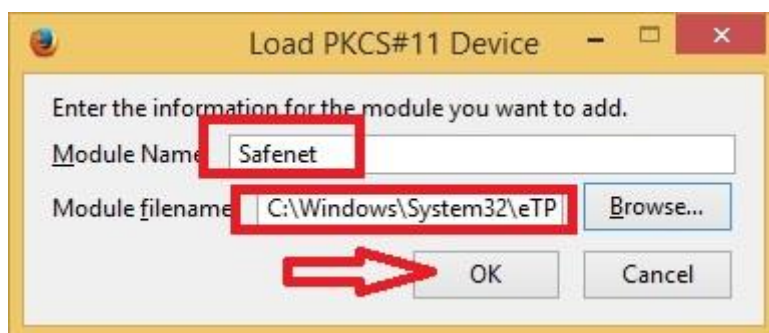 Load PKCS#11 Device
Enter the information for the module you want to add.
Module Name Safenet
Module filename C:\Windows\System32\eTP Browse...
OK Cancel